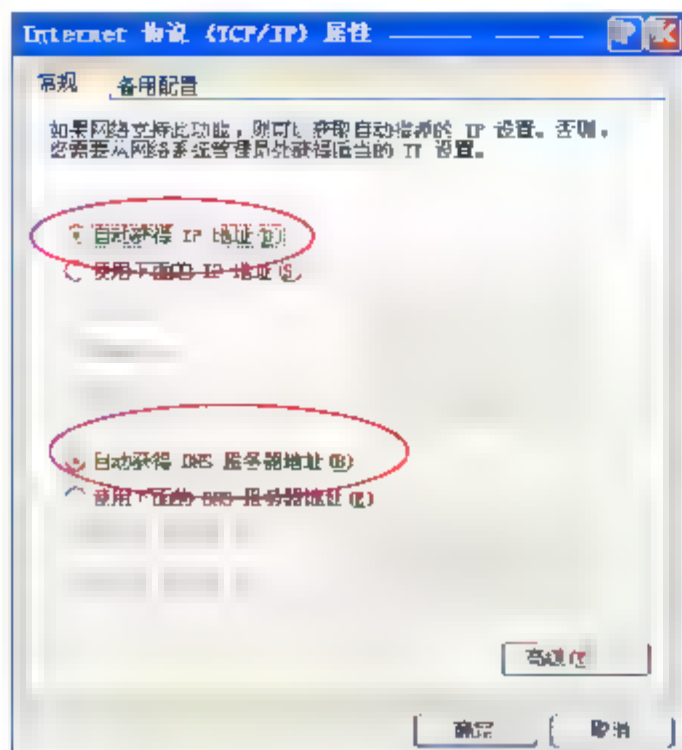 Internet 协议 (TCP/IP) 属性
常规 备用配置
如果网络支持此功能，则可以获取自动指派的 IP 设置。否则，
您需要从网络系统管理员处获得适当的 IP 设置。
自动获得 IP 地址(O)
使用下面的 IP 地址(S)
自动获得 DNS 服务器地址(B)
使用下面的 DNS 服务器地址(E)
高级(V)
确定 取消